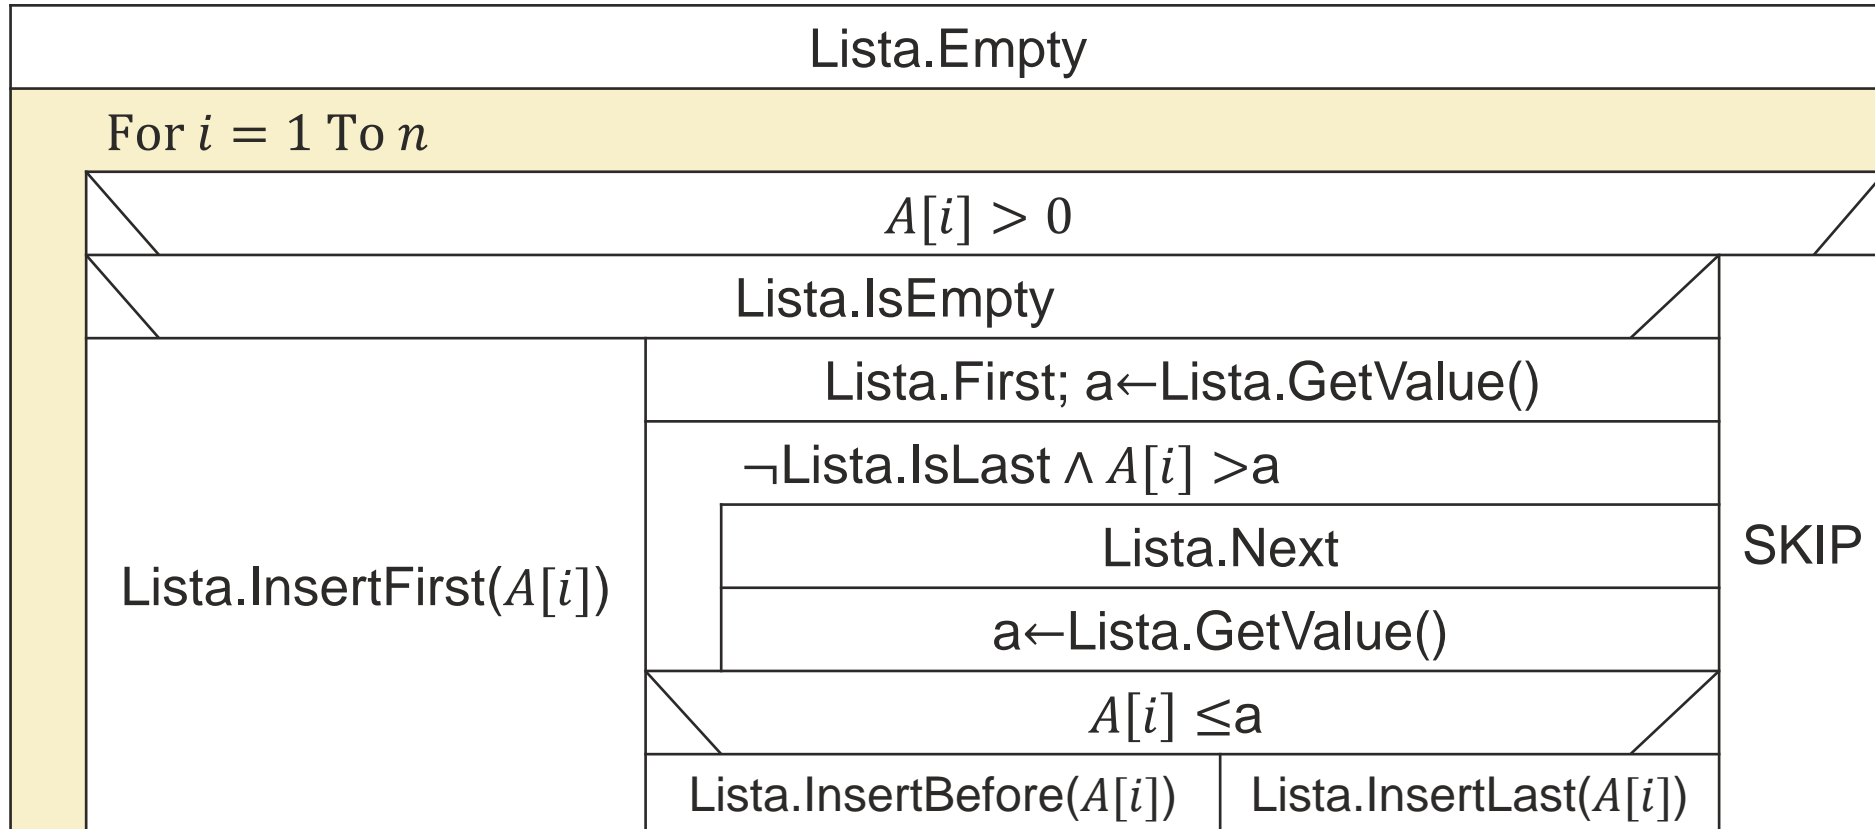 Lista.Empty
For i = 1 To n
A[i] > 0
Lista.IsEmpty
Lista.First; a←Lista.GetValue()
¬Lista.IsLast ∧ A[i] >a
Lista.Next
SKIP
Lista.InsertFirst(A[i])
a←Lista.GetValue()
A[i] ≤a
Lista.InsertBefore(A[i])
Lista.InsertLast(A[i])